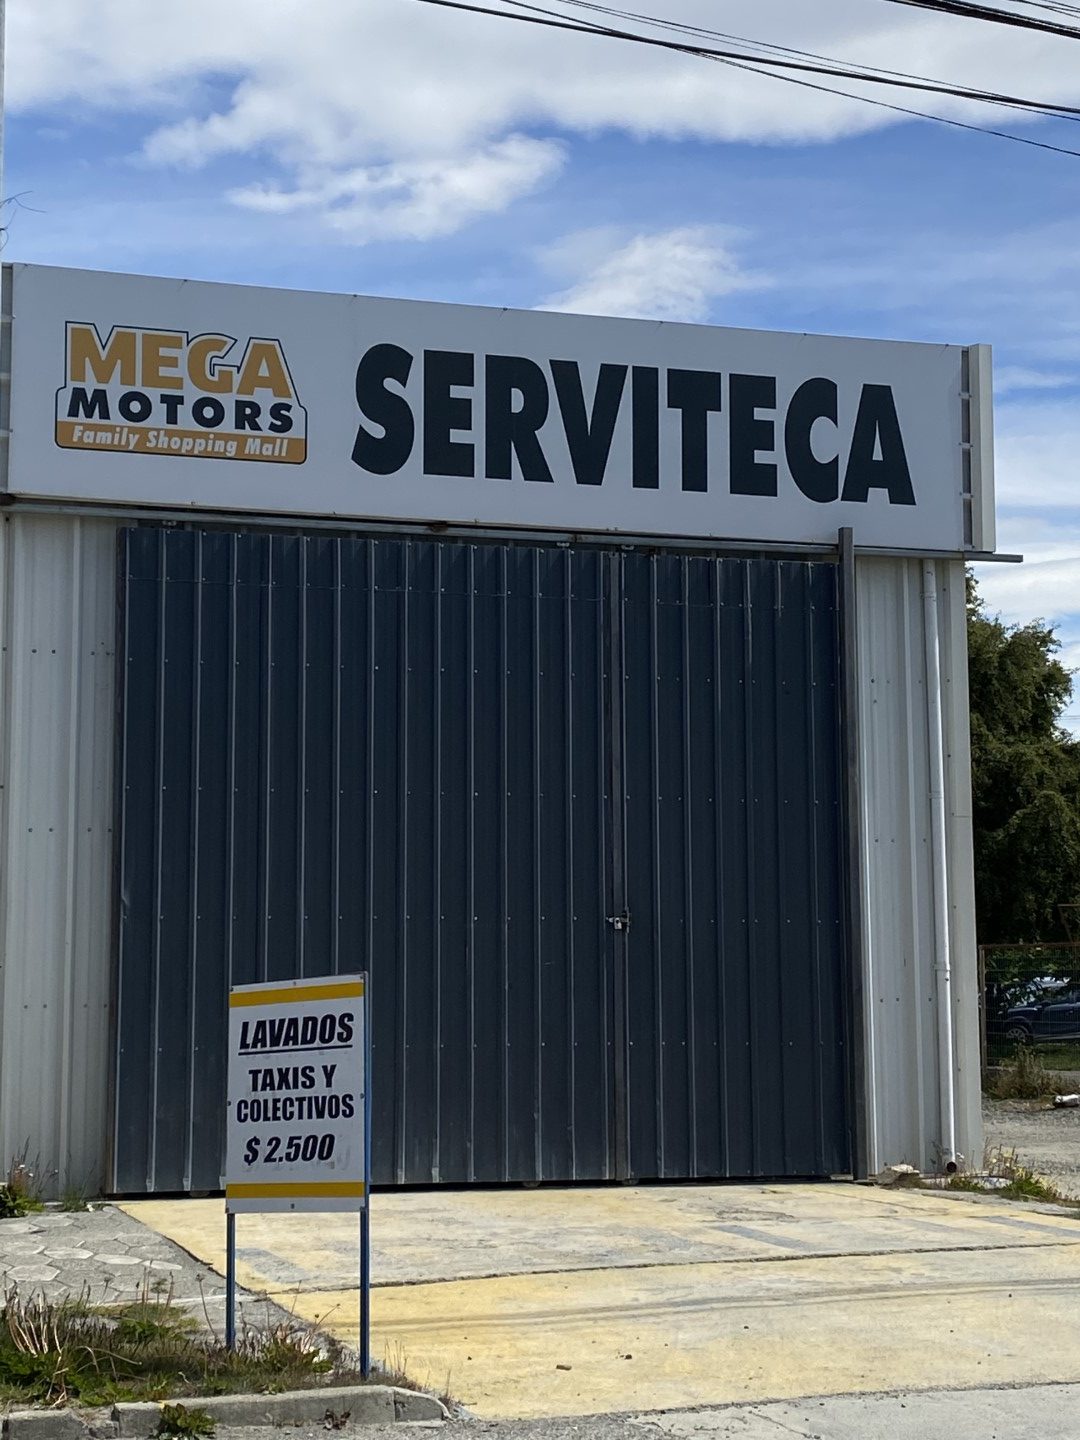 MEGA
MOTORS
Family Shopping Mall
SERVITECA
LAVADOS
TAXIS Y
COLECTIVOS
$ 2.500